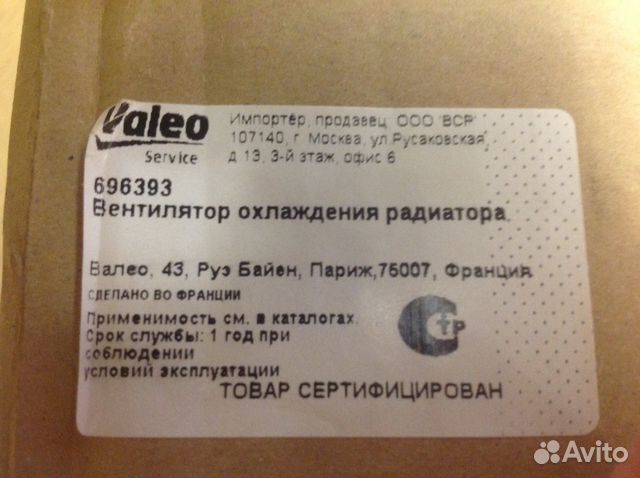 Valeo
Service
Импортер, продавец: ООО "ВСР"
107140, г. Москва, ул.Русаковская,
д 13, 3-й этаж, офис 6
696393
Вентилятор охлаждения радиатора.
Валео, 43, Руэ Байен, Париж,75007, Франция.
СДЕЛАНО ВО ФРАНЦИИ
Применимость см. в каталогах.
Срок службы: 1 год при
соблюдении
условий эксплуатации
СтР
ТОВАР СЕРТИФИЦИРОВАН
Avito